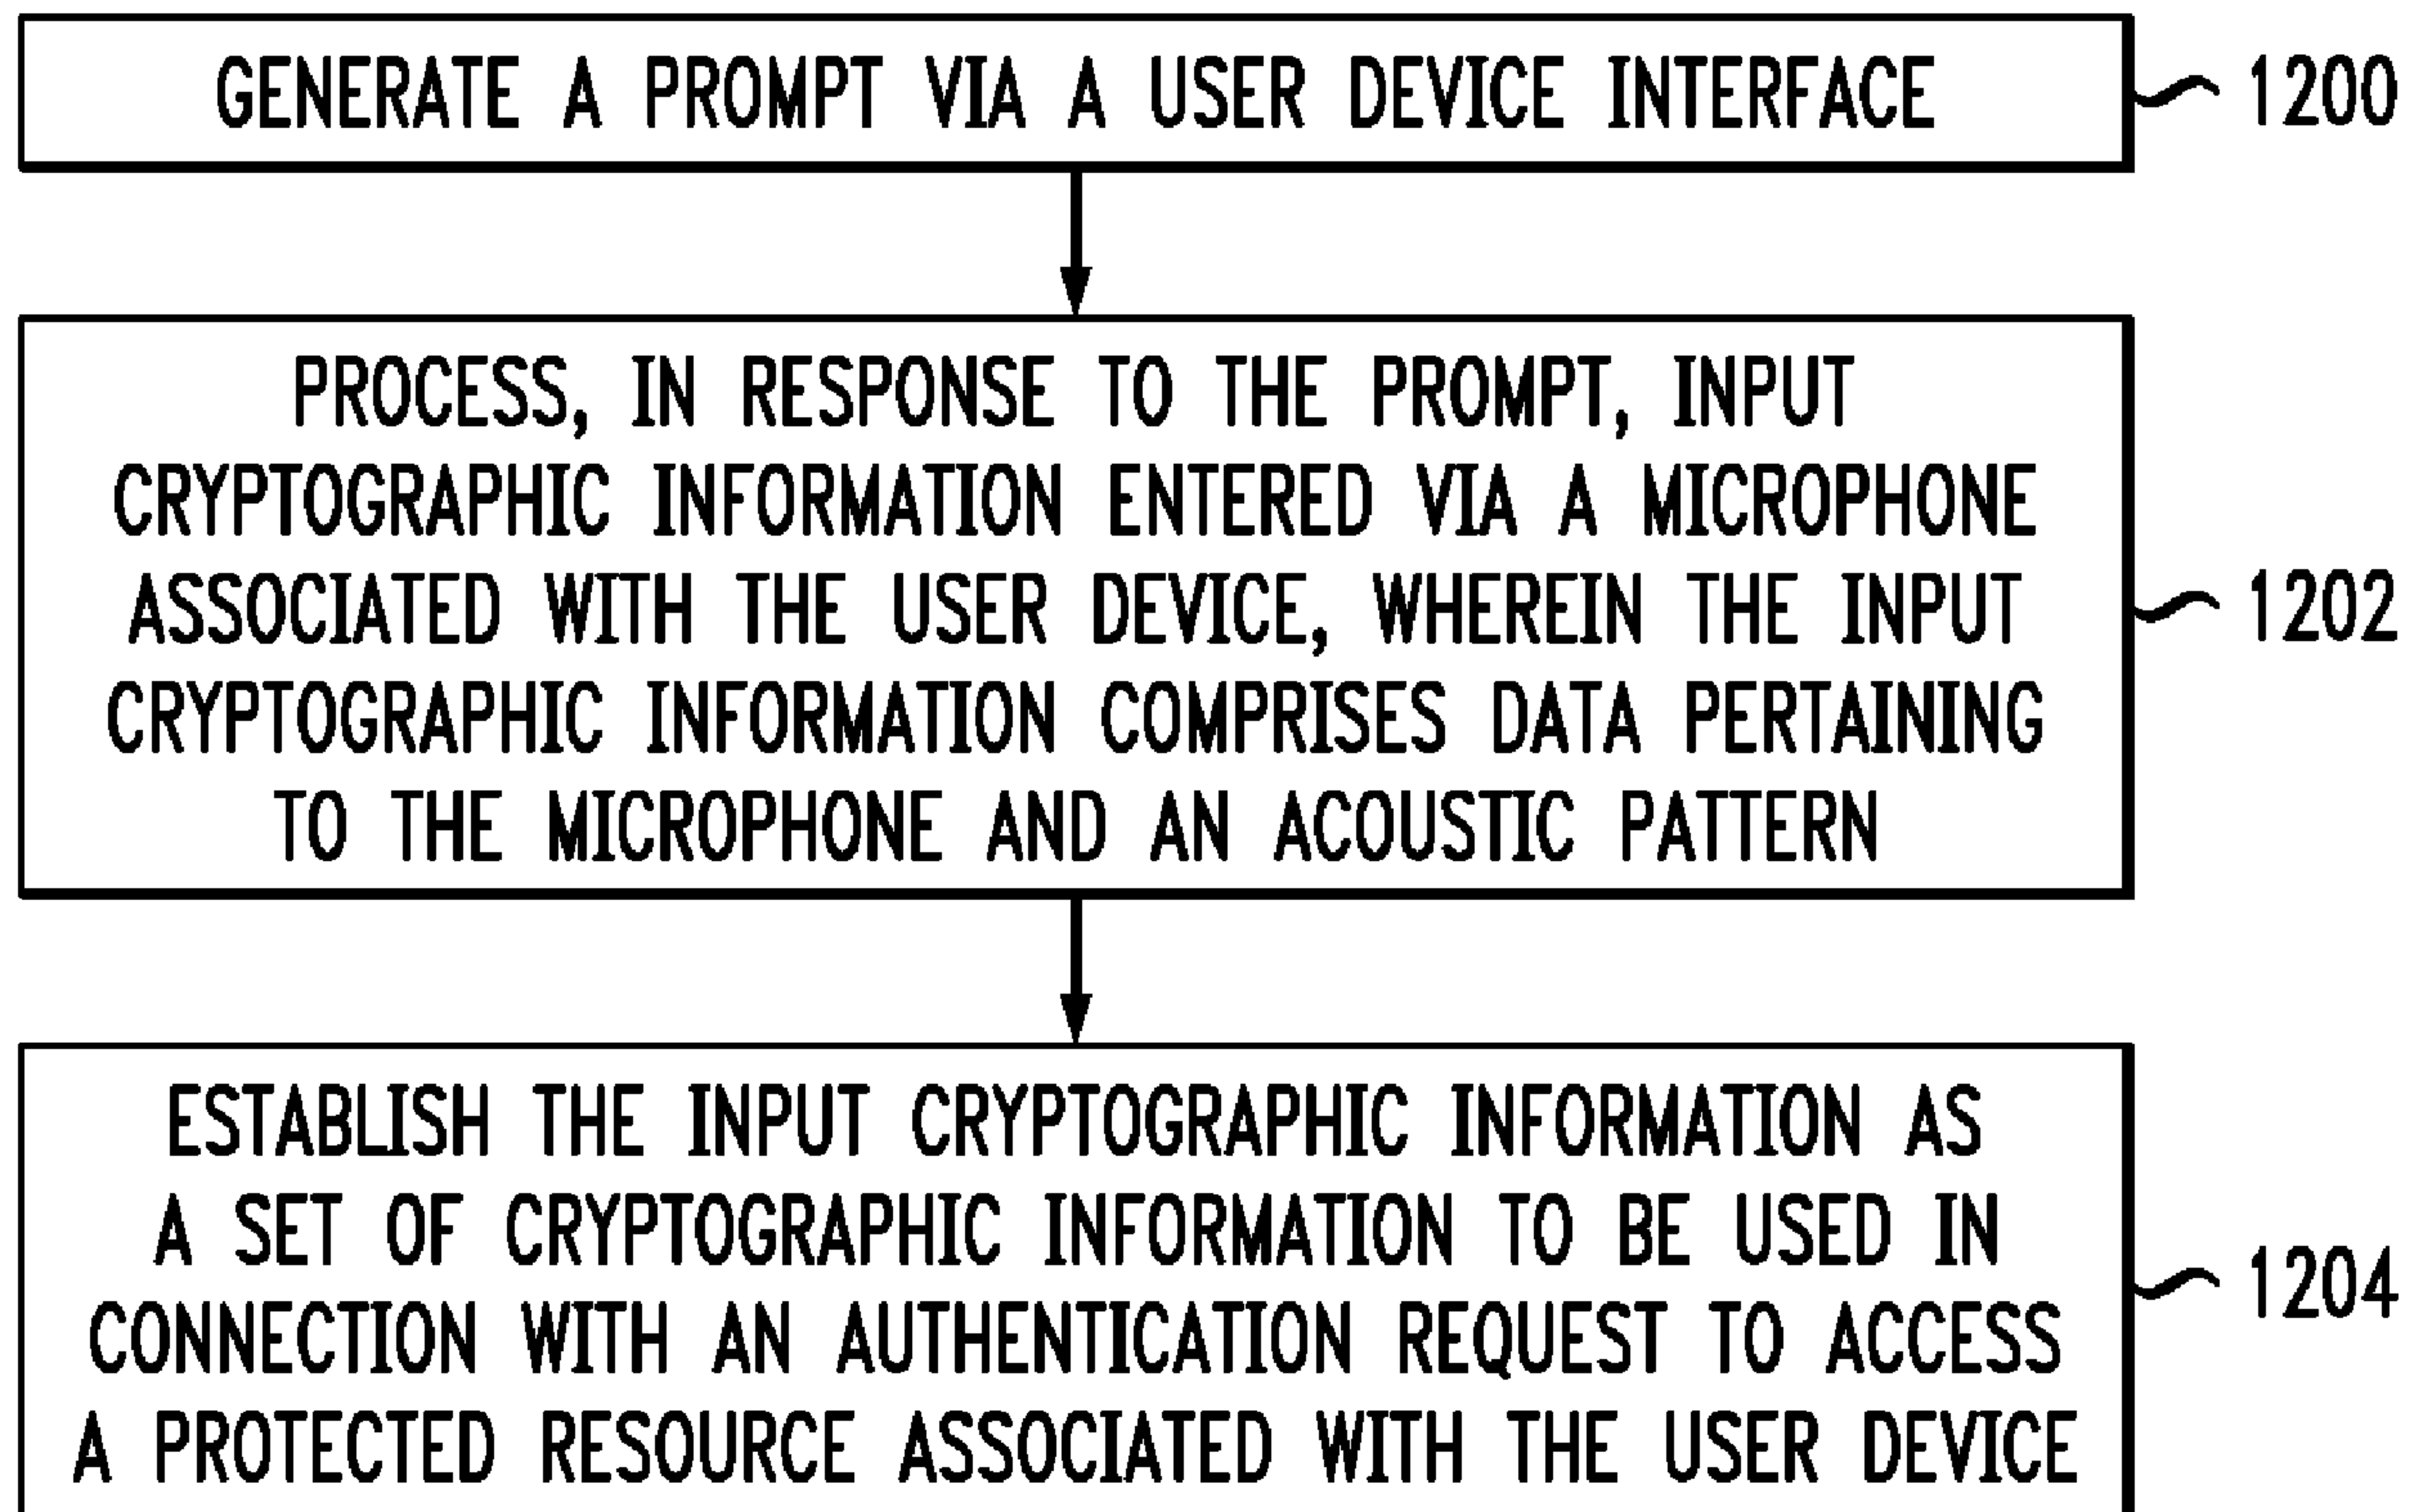 GENERATE A PROMPT VIA A USER DEVICE INTERFACE
1200
PROCESS, IN RESPONSE TO THE PROMPT, INPUT
CRYPTOGRAPHIC INFORMATION ENTERED VIA A MICROPHONE
ASSOCIATED WITH THE USER DEVICE, WHEREIN THE INPUT
CRYPTOGRAPHIC INFORMATION COMPRISES DATA PERTAINING
TO THE MICROPHONE AND AN ACOUSTIC PATTERN
1202
ESTABLISH THE INPUT CRYPTOGRAPHIC INFORMATION AS
A SET OF CRYPTOGRAPHIC INFORMATION TO BE USED IN
CONNECTION WITH AN AUTHENTICATION REQUEST TO ACCESS
A PROTECTED RESOURCE ASSOCIATED WITH THE USER DEVICE
1204